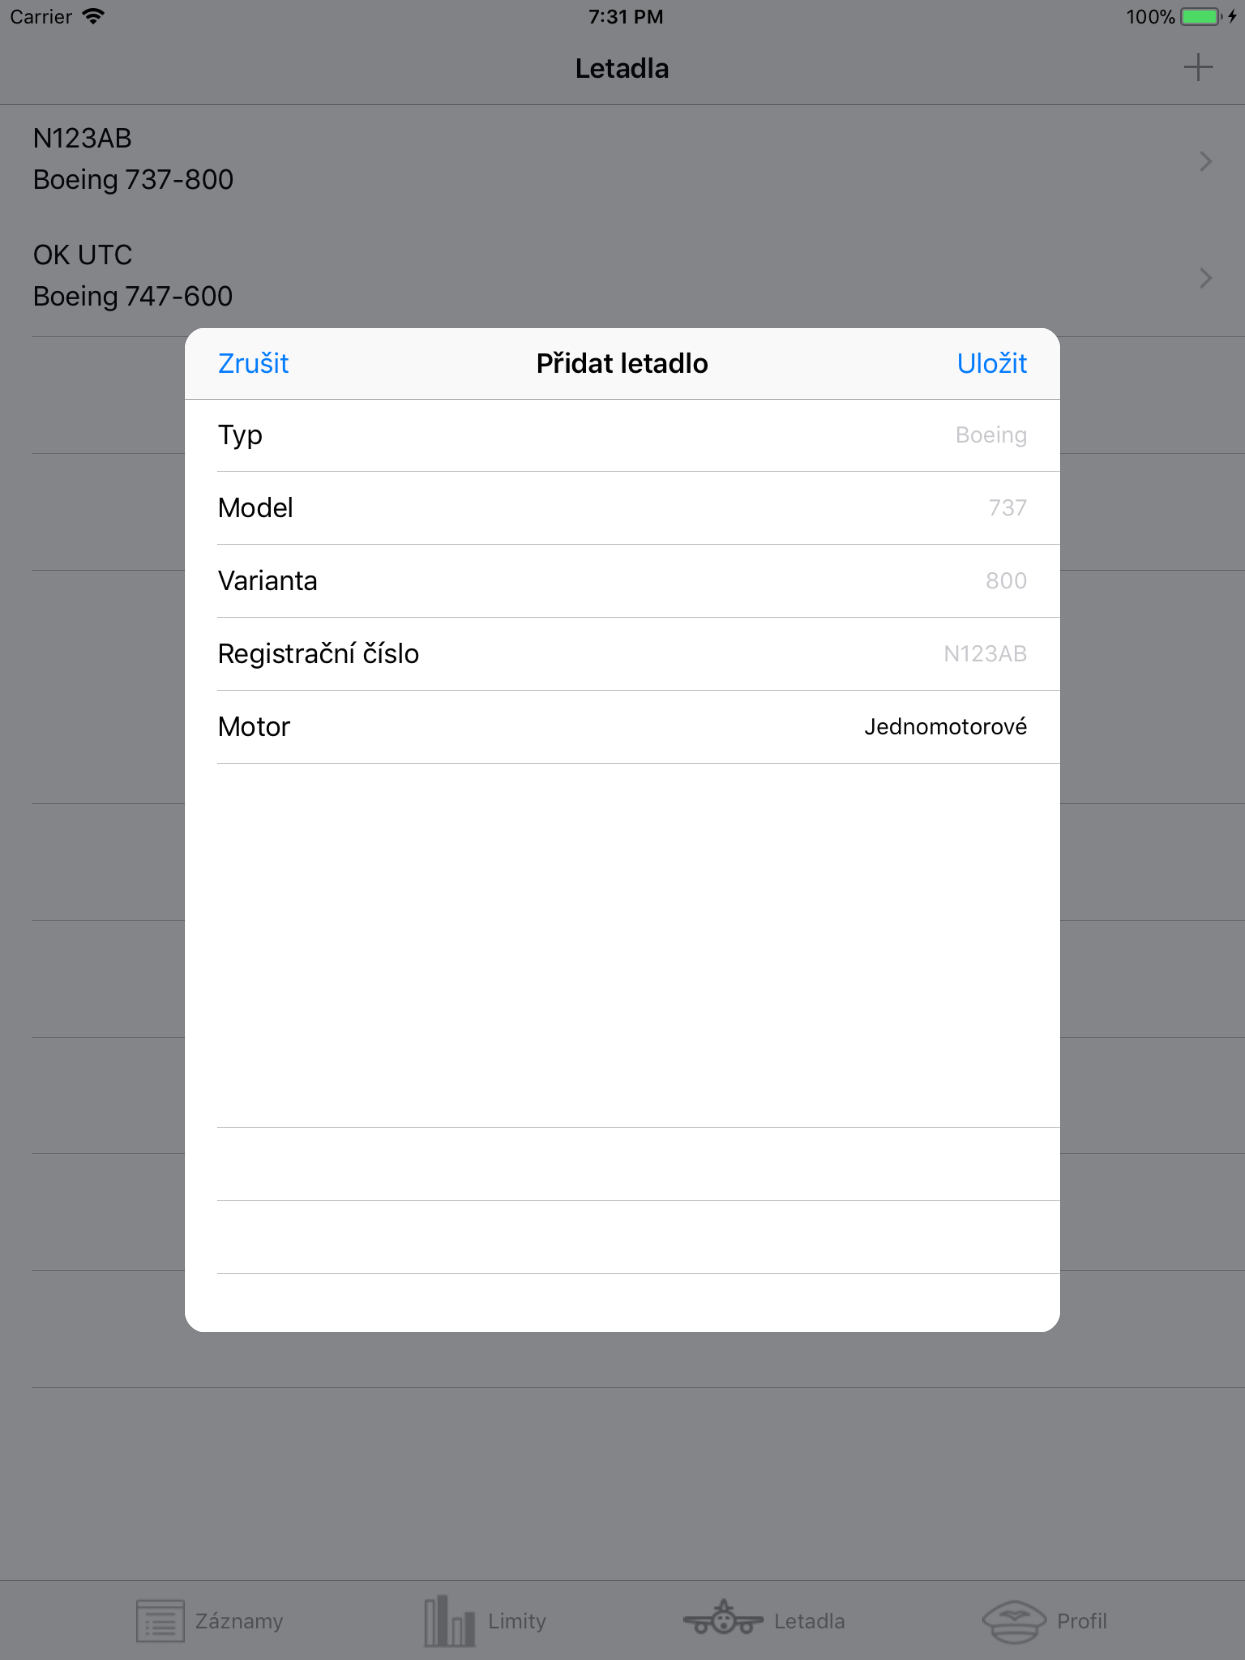 Carrier 7:31 PM 100%
Letadla
N123AB
Boeing 737-800
OK UTC
Boeing 747-600
Zrušit Přidat letadlo Uložit
Typ Boeing
Model 737
Varianta 800
Registrační číslo N123AB
Motor Jednomotorové
Záznamy Limity Letadla Profil